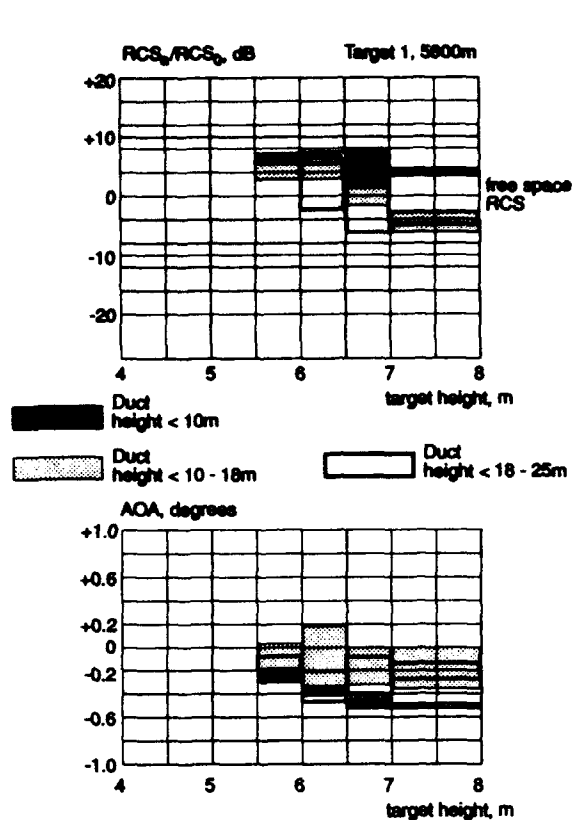 RCSₑ/RCS₀, dB Target 1, 5800m
+20
+10
0
-10
-20
free space
RCS
4 5 6 7 8
target height, m
Duct
height < 10m
Duct
height < 10 - 18m
Duct
height < 18 - 25m
AOA, degrees
+1.0
+0.6
+0.2
0
-0.2
-0.6
-1.0
4 5 6 7 8
target height, m